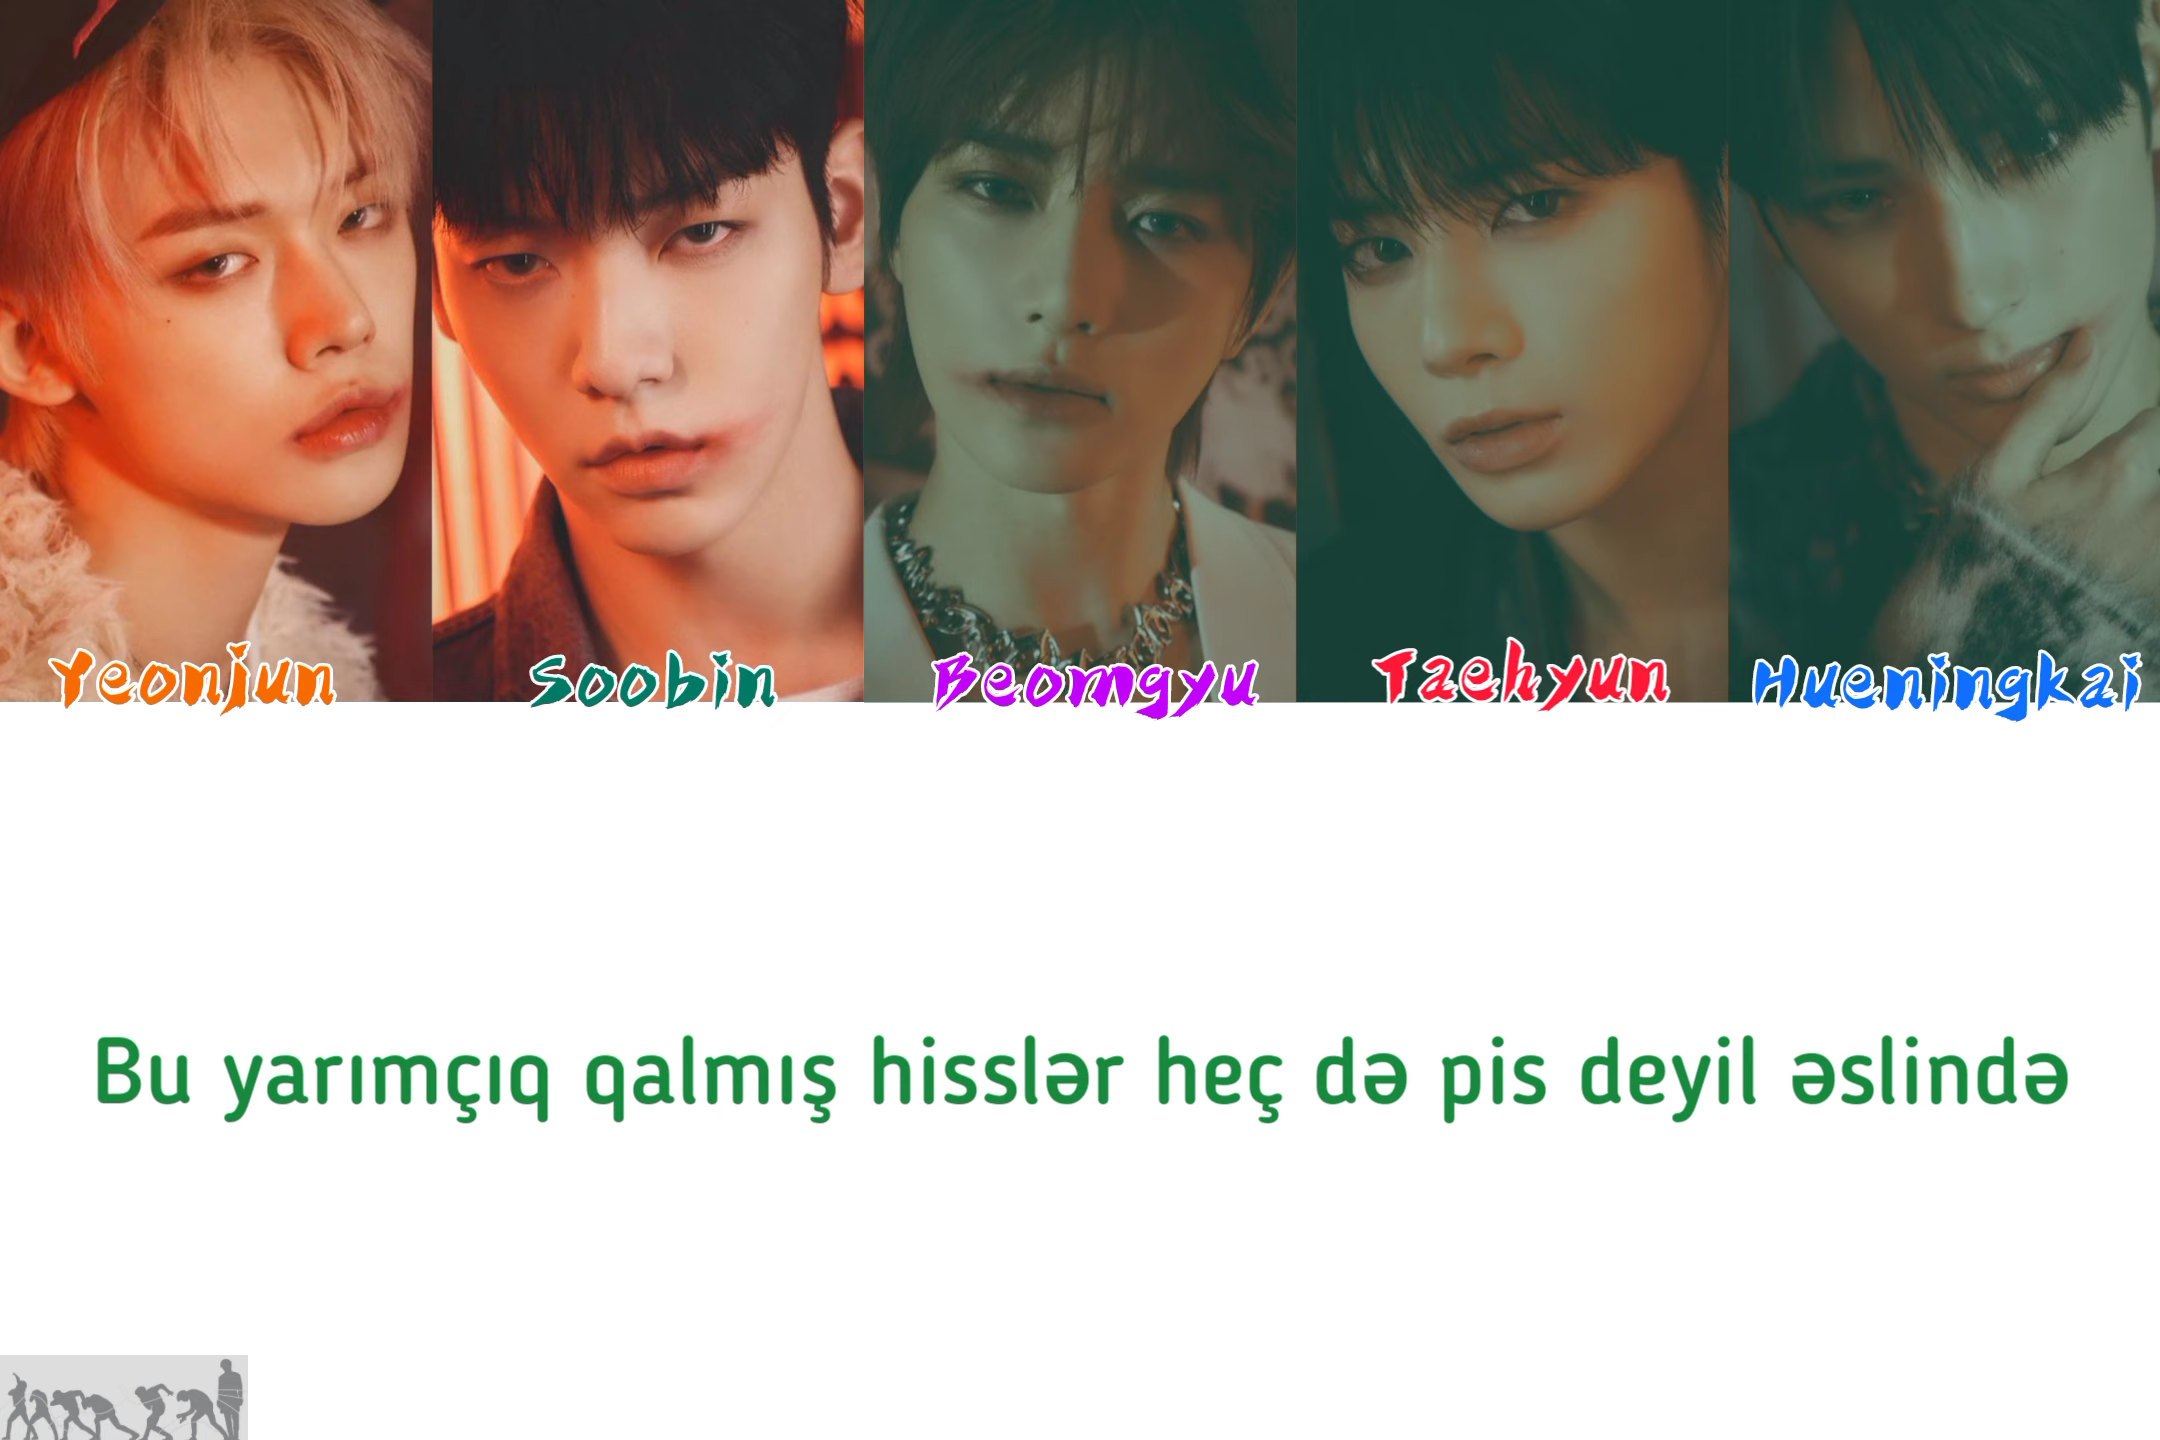 Yeonjun Soobin Beomgyu Taehyun Hueningkai
Bu yarımçıq qalmış hisslər heç də pis deyil əslində